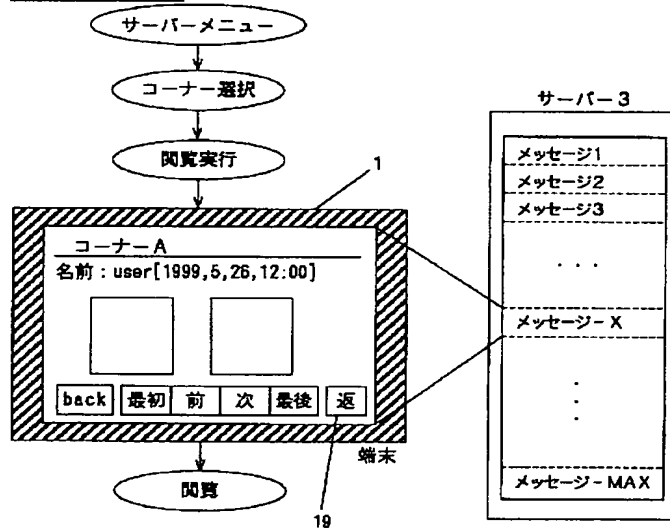 サーバーメニュー
コーナー選択
閲覧実行
1
コーナーA
名前：user[1999,5,26,12:00]
back 最初 前 次 最後 返
端末
閲覧
19
サーバー3
メッセージ1
メッセージ2
メッセージ3
．．．
メッセージ-X
．
．
．
メッセージ-MAX